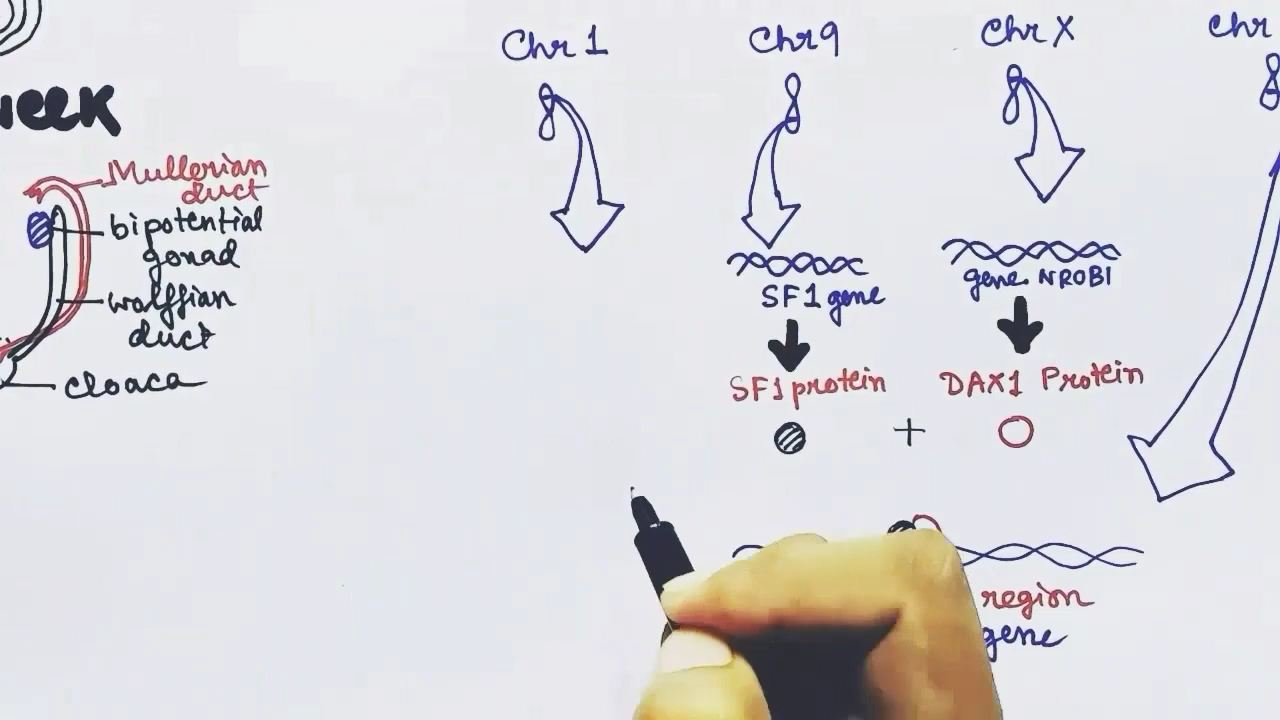 Chr 1
Chr 9
Chr X
Chr
week
Mullerian
duct
bipotential
gonad
wolffian
duct
cloaca
SF1 gene
gene NROB1
SF1 protein
DAX1 Protein
+
region
gene